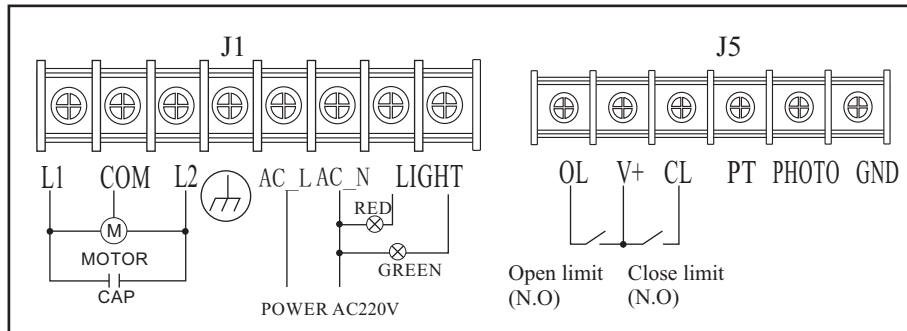 J1 J5
L1 COM L2 AC_L AC_N LIGHT OL V+ CL PT PHOTO GND
RED
M
MOTOR
GREEN
CAP
POWER AC220V
Open limit Close limit
(N.O) (N.O)